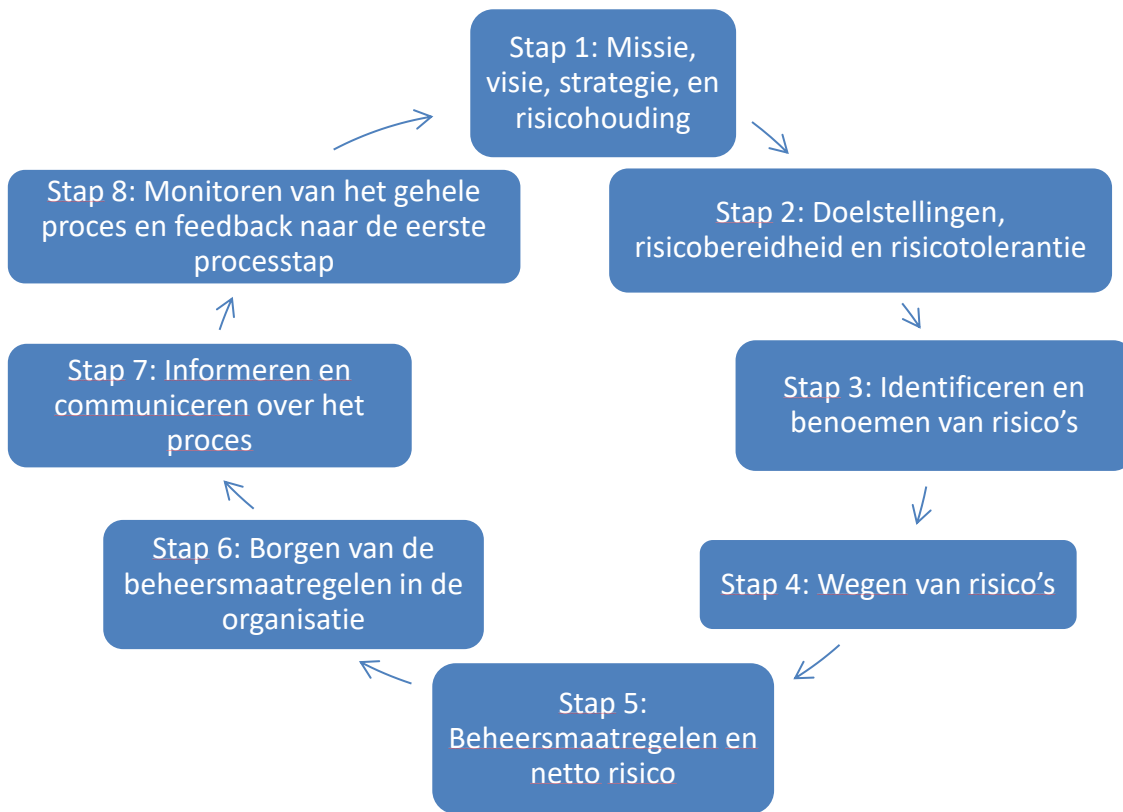 Stap 1: Missie,
visie, strategie, en
risicohouding
Stap 2: Doelstellingen,
risicobereidheid en risicotolerantie
Stap 3: Identificeren en
benoemen van risico’s
Stap 4: Wegen van risico’s
Stap 5:
Beheersmaatregelen en
netto risico
Stap 6: Borgen van de
beheersmaatregelen in de
organisatie
Stap 7: Informeren en
communiceren over het
proces
Stap 8: Monitoren van het gehele
proces en feedback naar de eerste
processtap